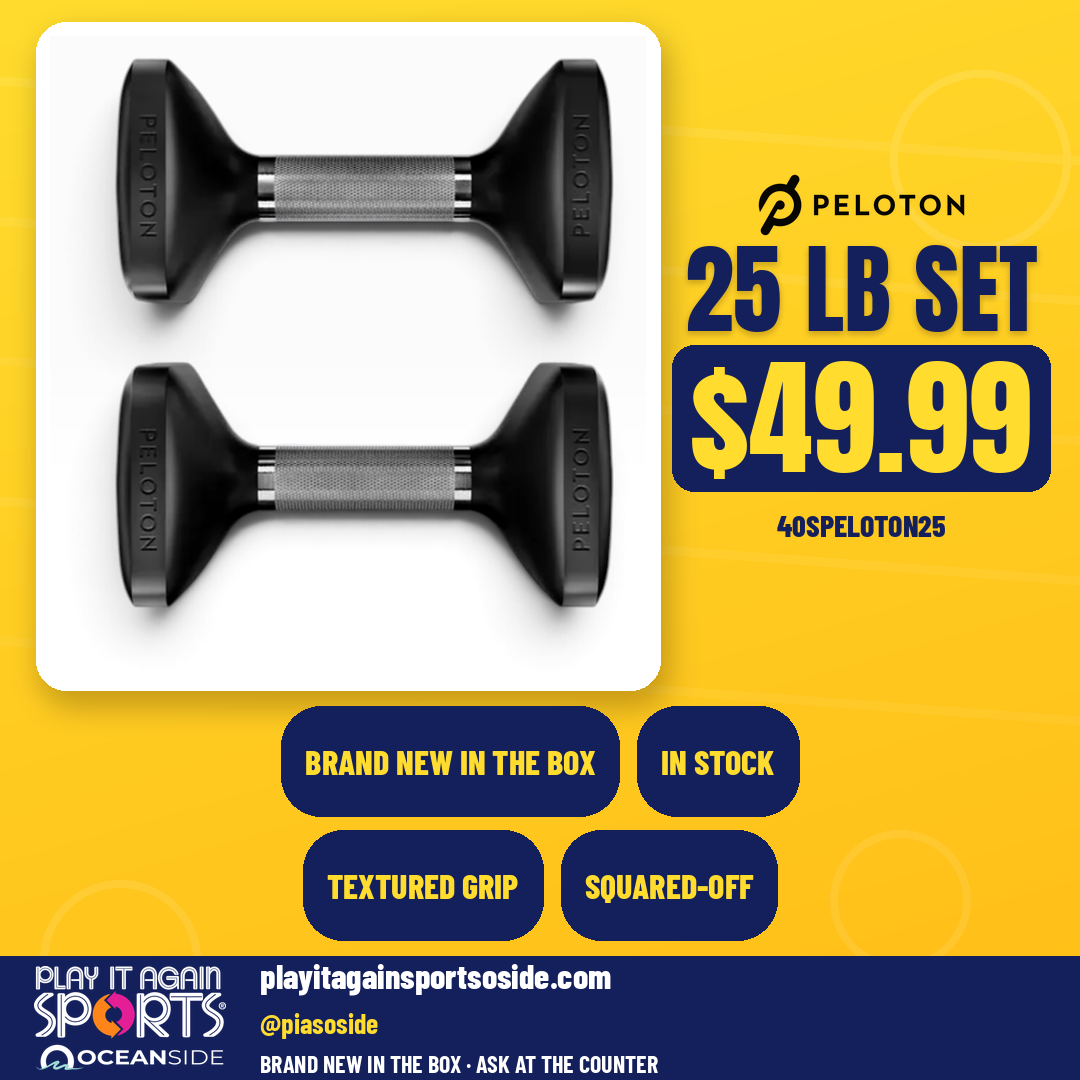 PELOTON
PELOTON
PELOTON
PELOTON
PELOTON
25 LB SET
$49.99
40SPELOTON25
BRAND NEW IN THE BOX
IN STOCK
TEXTURED GRIP
SQUARED-OFF
PLAY IT AGAIN
SPORTS®
OCEANSIDE
playitagainsportsoside.com
@piasoside
BRAND NEW IN THE BOX · ASK AT THE COUNTER